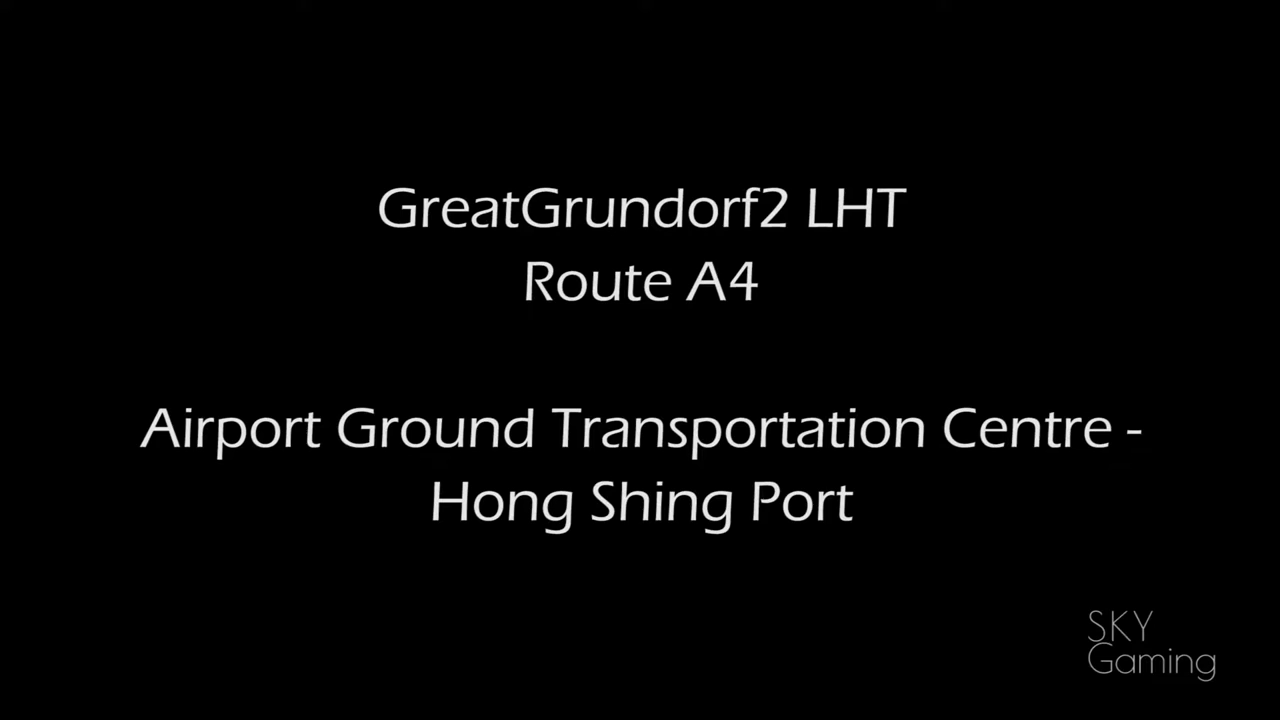 GreatGrundorf2 LHT
Route A4
Airport Ground Transportation Centre -
Hong Shing Port
SKY
Gaming